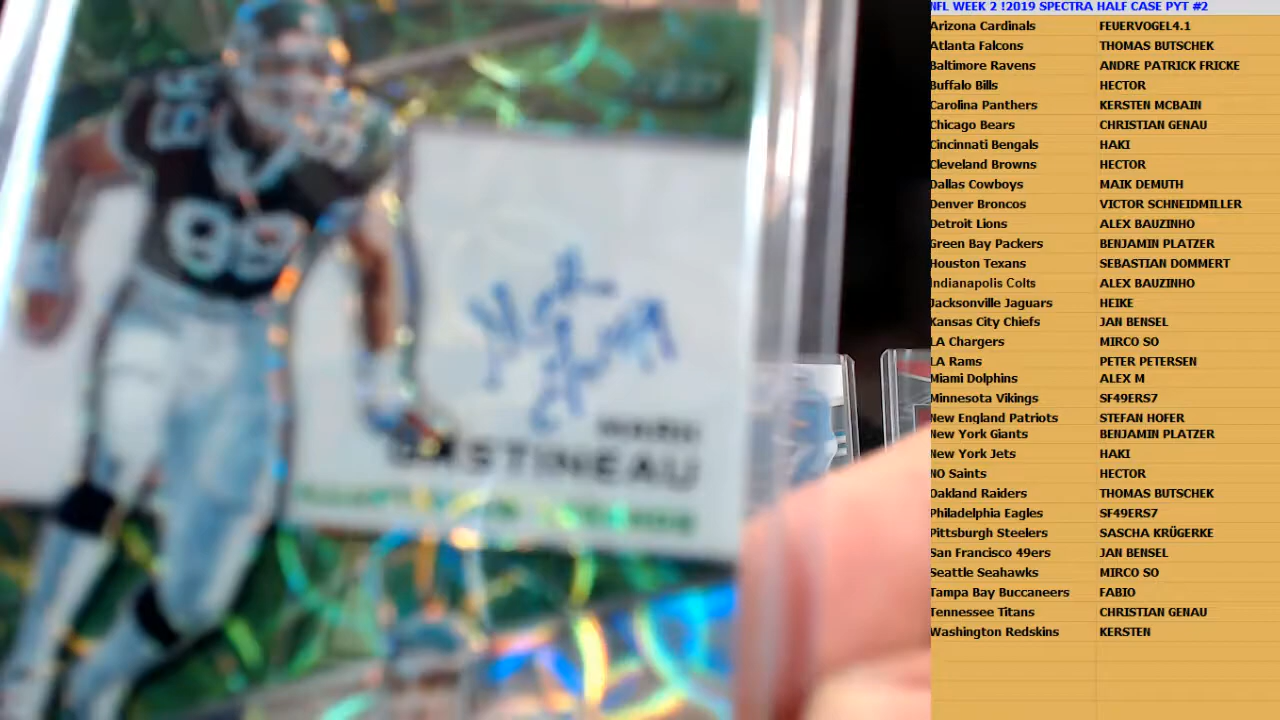 NFL WEEK 2 !2019 SPECTRA HALF CASE PYT #2
Arizona Cardinals FEUERVOGEL4.1
Atlanta Falcons THOMAS BUTSCHEK
Baltimore Ravens ANDRE PATRICK FRICKE
Buffalo Bills HECTOR
Carolina Panthers KERSTEN MCBAIN
Chicago Bears CHRISTIAN GENAU
Cincinnati Bengals HAKI
Cleveland Browns HECTOR
Dallas Cowboys MAIK DEMUTH
Denver Broncos VICTOR SCHNEIDMILLER
Detroit Lions ALEX BAUZINHO
Green Bay Packers BENJAMIN PLATZER
Houston Texans SEBASTIAN DOMMERT
Indianapolis Colts ALEX BAUZINHO
Jacksonville Jaguars HEIKE
Kansas City Chiefs JAN BENSEL
LA Chargers MIRCO SO
LA Rams PETER PETERSEN
Miami Dolphins ALEX M
Minnesota Vikings SF49ERS7
New England Patriots STEFAN HOFER
New York Giants BENJAMIN PLATZER
New York Jets HAKI
NO Saints HECTOR
Oakland Raiders THOMAS BUTSCHEK
Philadelphia Eagles SF49ERS7
Pittsburgh Steelers SASCHA KRÜGERKE
San Francisco 49ers JAN BENSEL
Seattle Seahawks MIRCO SO
Tampa Bay Buccaneers FABIO
Tennessee Titans CHRISTIAN GENAU
Washington Redskins KERSTEN
99
MARK
GASTINEAU